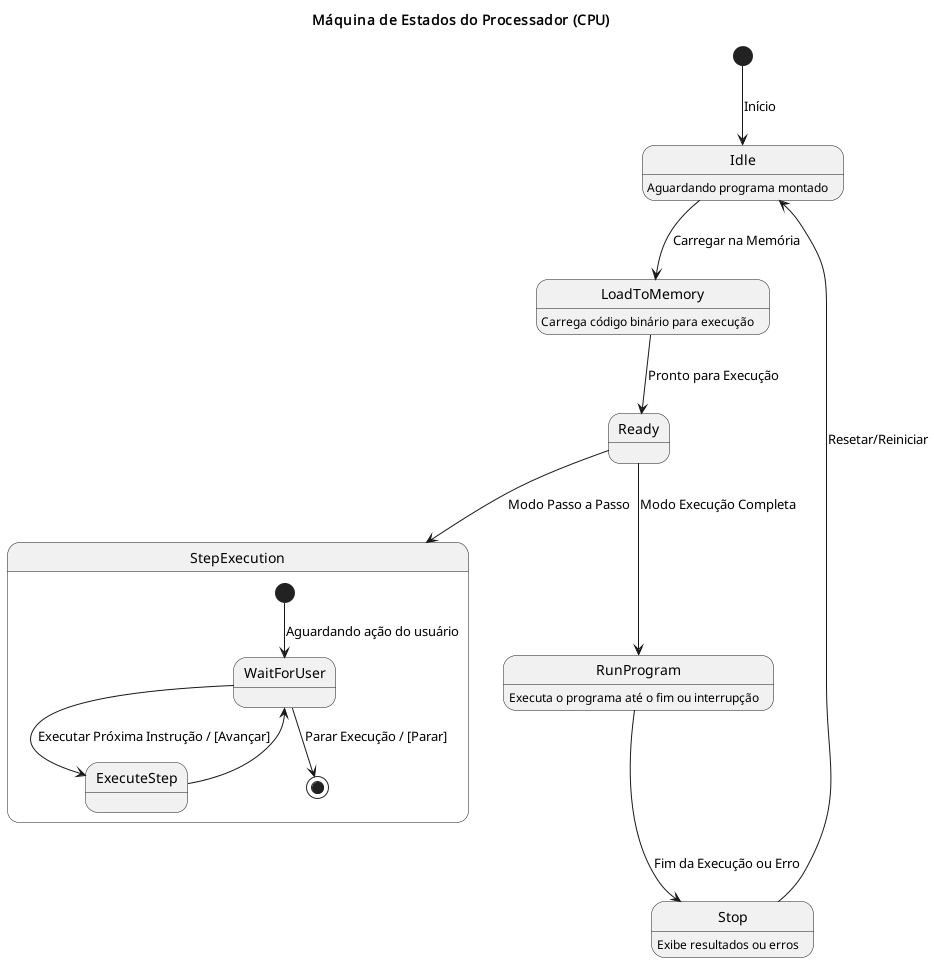 Máquina de Estados do Processador (CPU)
Início
Idle
Aguardando programa montado
Carregar na Memória
LoadToMemory
Carrega código binário para execução
Pronto para Execução
Resetar/Reiniciar
Ready
Modo Passo a Passo
Modo Execução Completa
StepExecution
Aguardando ação do usuário
WaitForUser
RunProgram
Executa o programa até o fim ou interrupção
Executar Próxima Instrução / [Avançar]
Parar Execução / [Parar]
ExecuteStep
Fim da Execução ou Erro
Stop
Exibe resultados ou erros